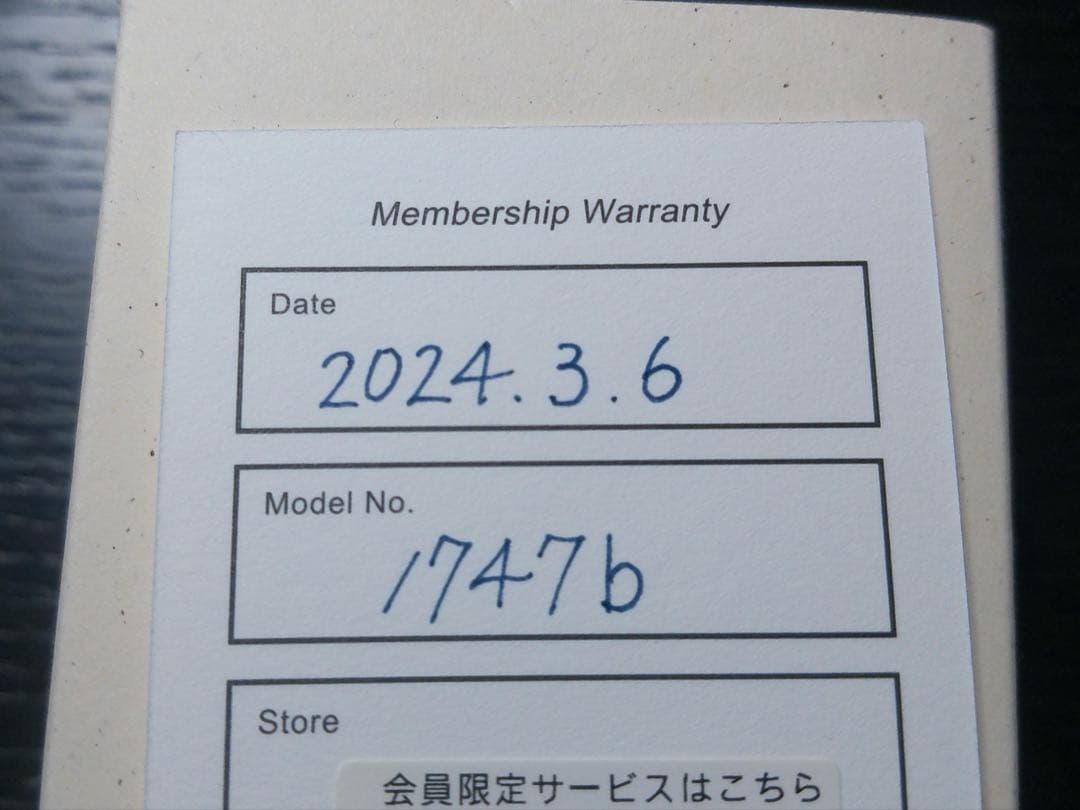 Membership Warranty
Date
2024.3.6
Model No.
1747b
Store
会員限定サービスはこちら